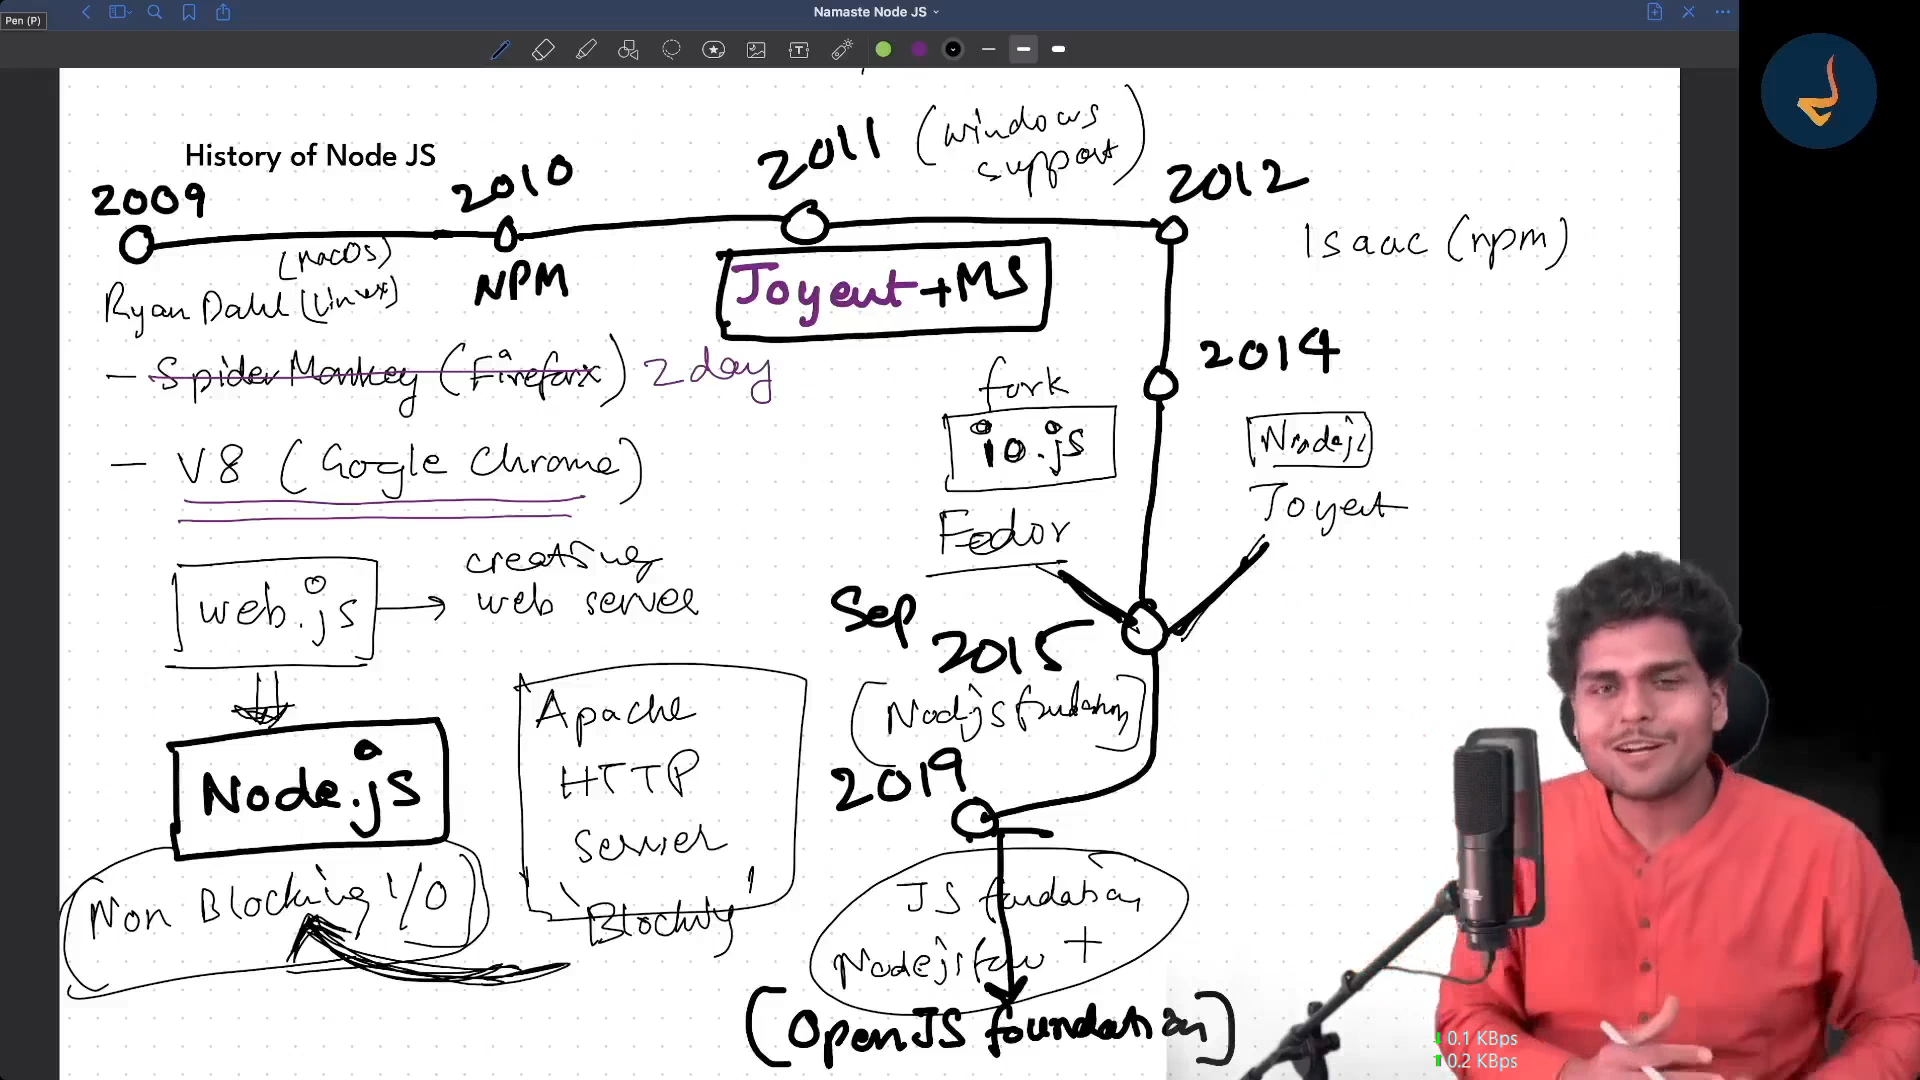 Pen (P)
Namaste Node JS
History of Node JS
2009
2010
2011
(windows
support)
2012
(macOS)
Ryan Dahl (Linux)
NPM
Joyent + MS
Isaac (npm)
- SpiderMonkey (Firefox) 2 day
2014
fork
io.js
Nodejs
Joyent
- V8 (Google Chrome)
Fedor
creating
web server
web.js
Sep
2015
(Nodejs foundation)
Node.js
Apache
HTTP
Server
Blocking
2019
Non Blocking I/O
JS foundation
+
Nodejs foun
(OpenJS foundation)
0.1 KBps
0.2 KBps